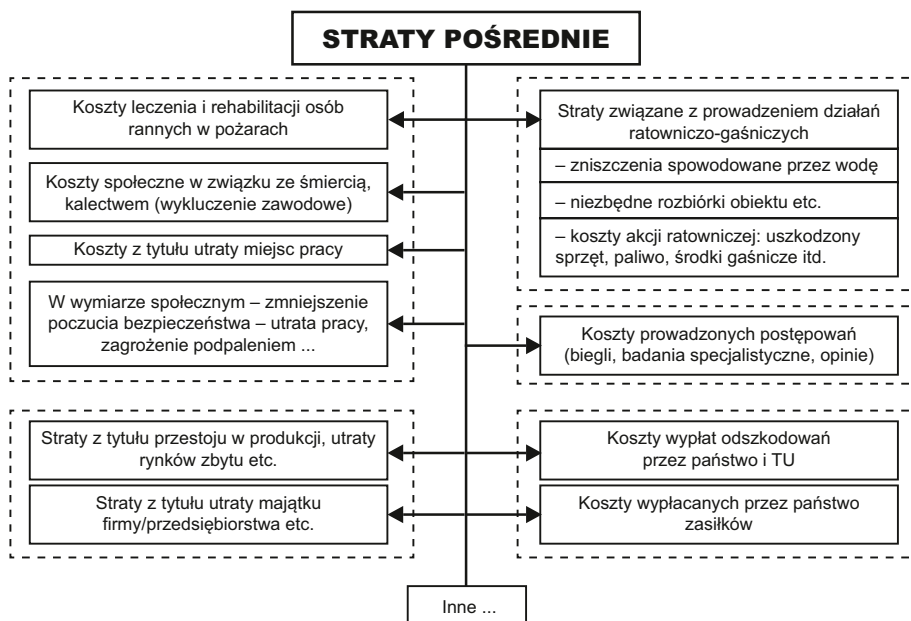 STRATY POŚREDNIE
Koszty leczenia i rehabilitacji osób
rannych w pożarach
Koszty społeczne w związku ze śmiercią,
kalectwem (wykluczenie zawodowe)
Koszty z tytułu utraty miejsc pracy
W wymiarze społecznym – zmniejszenie
poczucia bezpieczeństwa – utrata pracy,
zagrożenie podpaleniem ...
Straty związane z prowadzeniem działań
ratowniczo-gaśniczych
– zniszczenia spowodowane przez wodę
– niezbędne rozbiórki obiektu etc.
– koszty akcji ratowniczej: uszkodzony
sprzęt, paliwo, środki gaśnicze itd.
Koszty prowadzonych postępowań
(biegli, badania specjalistyczne, opinie)
Straty z tytułu przestoju w produkcji, utraty
rynków zbytu etc.
Straty z tytułu utraty majątku
firmy/przedsiębiorstwa etc.
Koszty wypłat odszkodowań
przez państwo i TU
Koszty wypłacanych przez państwo
zasiłków
Inne ...